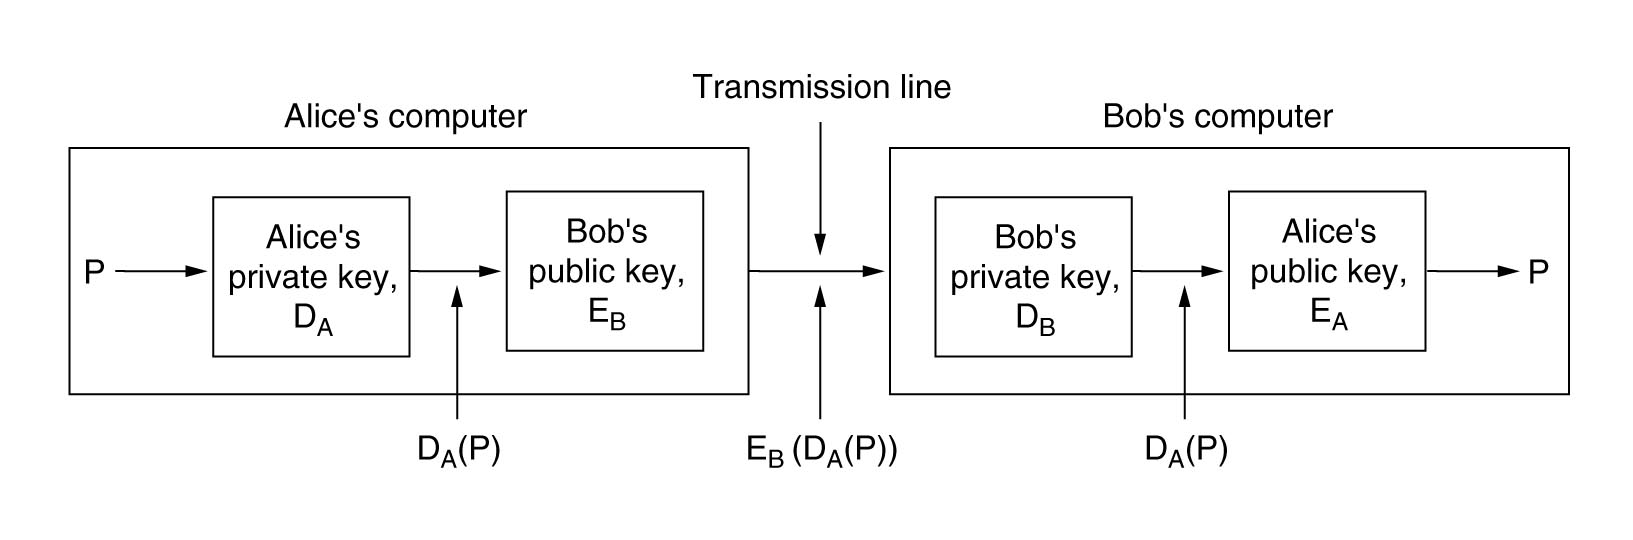 Transmission line
Alice's computer
Bob's computer
P
Alice's
private key,
D_A
Bob's
public key,
E_B
Bob's
private key,
D_B
Alice's
public key,
E_A
P
D_A(P)
E_B (D_A(P))
D_A(P)